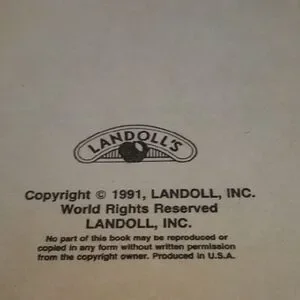 LANDOLL'S
Copyright © 1991, LANDOLL, INC.
World Rights Reserved
LANDOLL, INC.
No part of this book may be reproduced or
copied in any form without written permission
from the copyright owner. Produced in U.S.A.